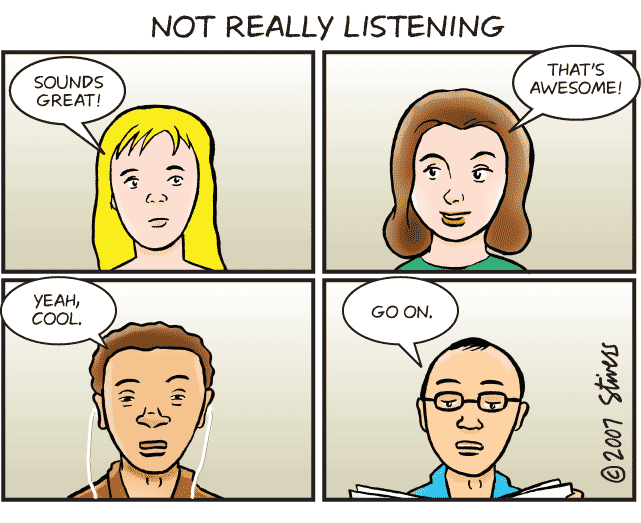 NOT REALLY LISTENING
SOUNDS
GREAT!
THAT'S
AWESOME!
YEAH,
COOL.
GO ON.
©2007 Stivers